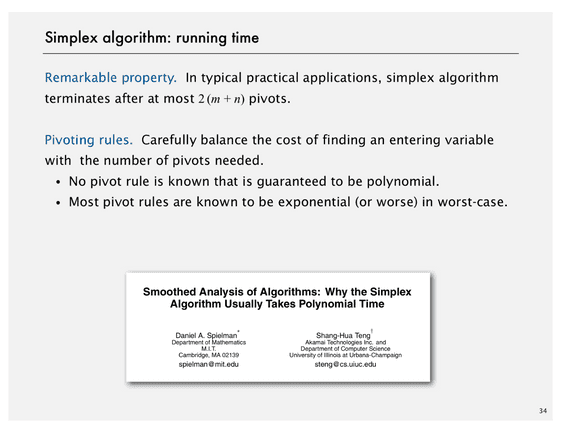 Simplex algorithm: running time
Remarkable property. In typical practical applications, simplex algorithm
terminates after at most 2 (m + n) pivots.
Pivoting rules. Carefully balance the cost of finding an entering variable
with the number of pivots needed.
• No pivot rule is known that is guaranteed to be polynomial.
• Most pivot rules are known to be exponential (or worse) in worst-case.
Smoothed Analysis of Algorithms: Why the Simplex
Algorithm Usually Takes Polynomial Time
Daniel A. Spielman*
Department of Mathematics
M.I.T.
Cambridge, MA 02139
spielman@mit.edu
Shang-Hua Teng†
Akamai Technologies Inc. and
Department of Computer Science
University of Illinois at Urbana-Champaign
steng@cs.uiuc.edu
34